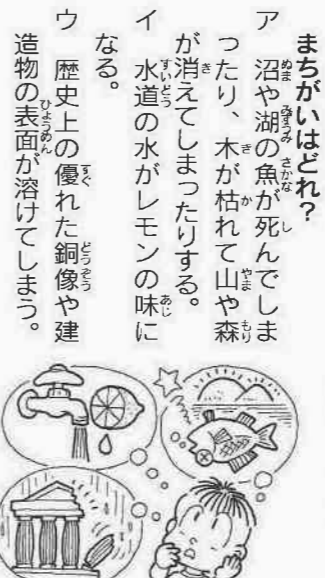 まちがいはどれ？
ア　沼や湖の魚が死んでしま
ったり、木が枯れて山や森
が消えてしまったりする。
イ　水道の水がレモンの味に
なる。
ウ　歴史上の優れた銅像や建
造物の表面が溶けてしまう。